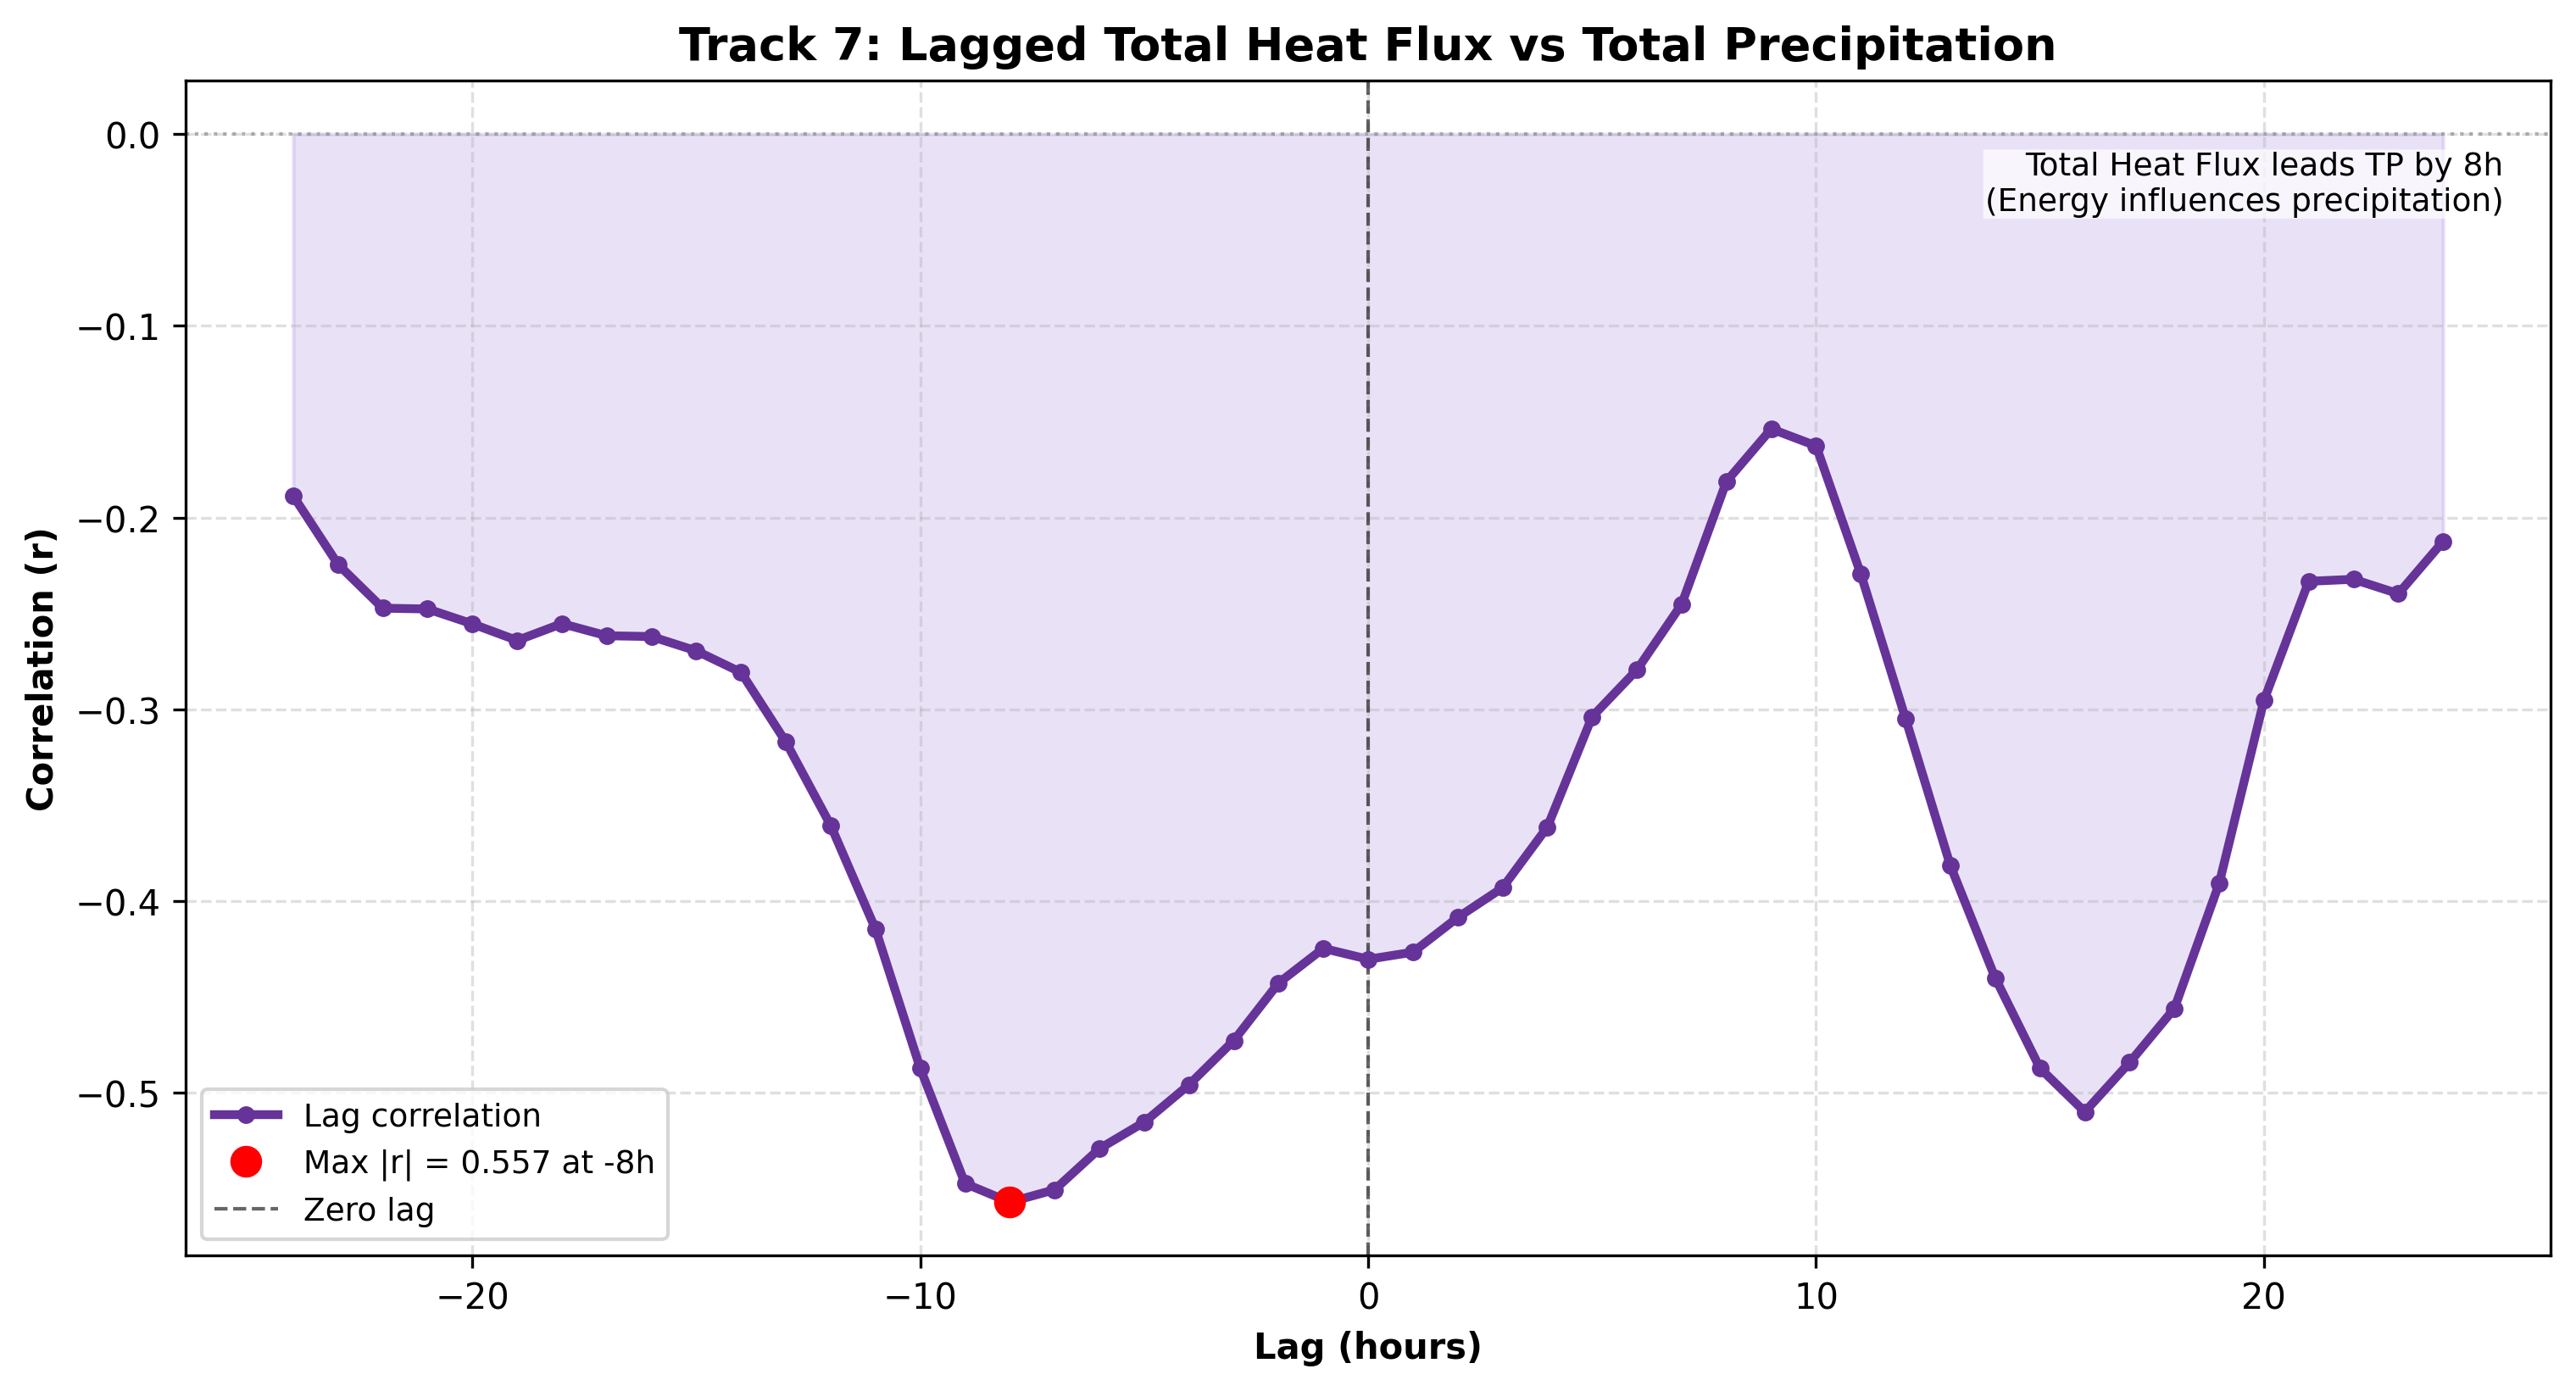 Track 7: Lagged Total Heat Flux vs Total Precipitation
Total Heat Flux leads TP by 8h
(Energy influences precipitation)
Correlation (r)
0.0
−0.1
−0.2
−0.3
−0.4
−0.5
Lag correlation
Max |r| = 0.557 at -8h
Zero lag
−20
−10
0
10
20
Lag (hours)